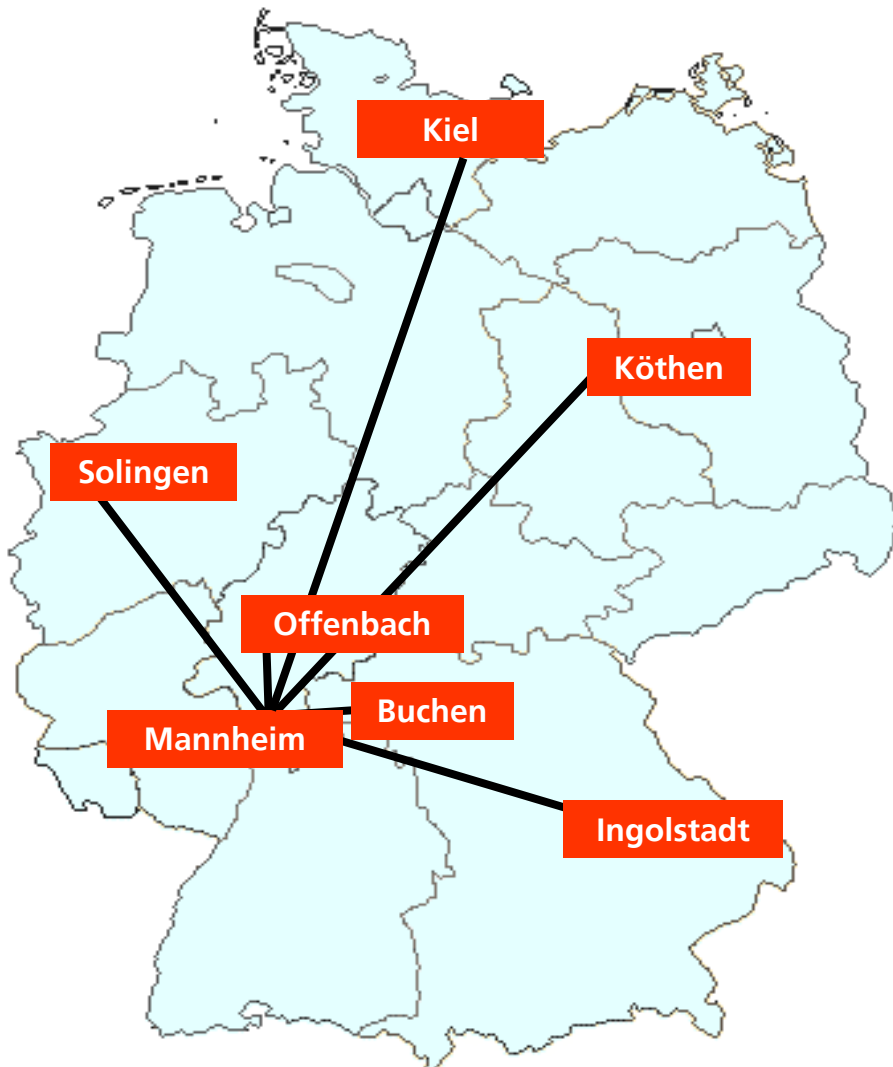 Kiel
Köthen
Solingen
Offenbach
Buchen
Mannheim
Ingolstadt